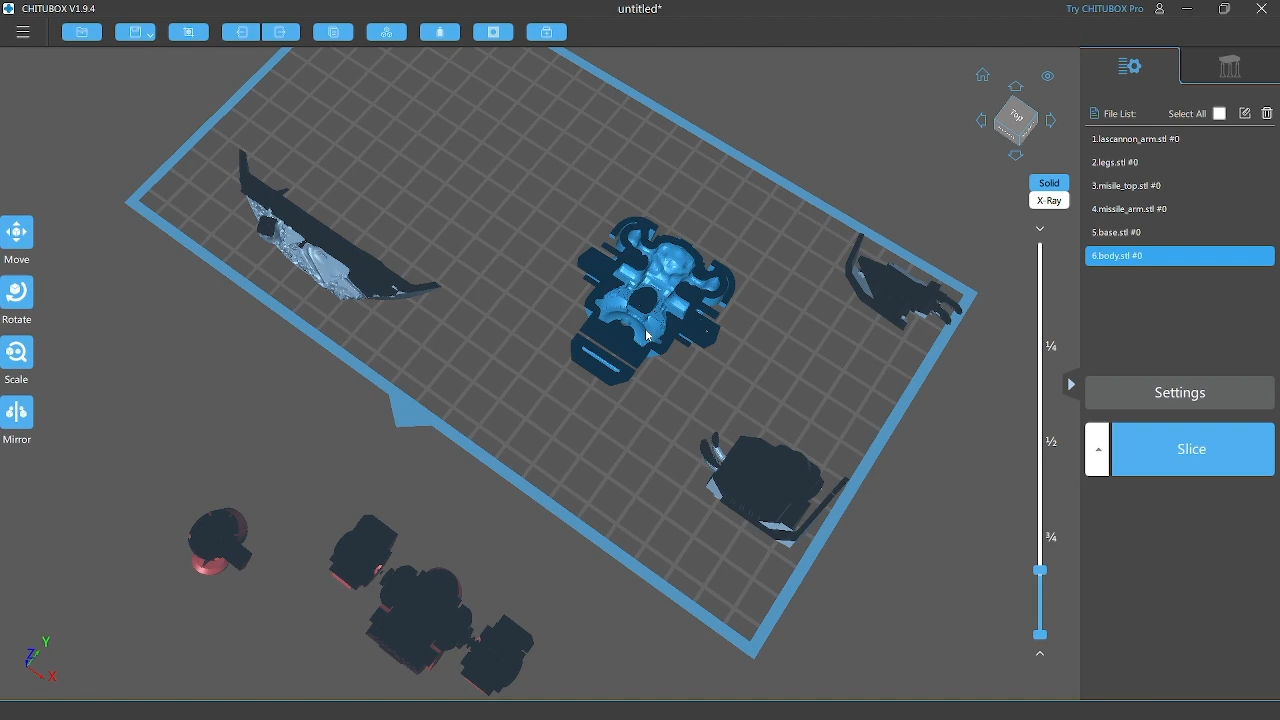 CHITUBOX V1.9.4
untitled*
Try CHITUBOX Pro
Top
File List:
Select All
1.lascannon_arm.stl #0
2.legs.stl #0
3.misile_top.stl #0
4.missile_arm.stl #0
5.base.stl #0
6.body.stl #0
Solid
X-Ray
Move
Rotate
Scale
Mirror
¼
½
¾
Settings
Slice
Y
Z
X